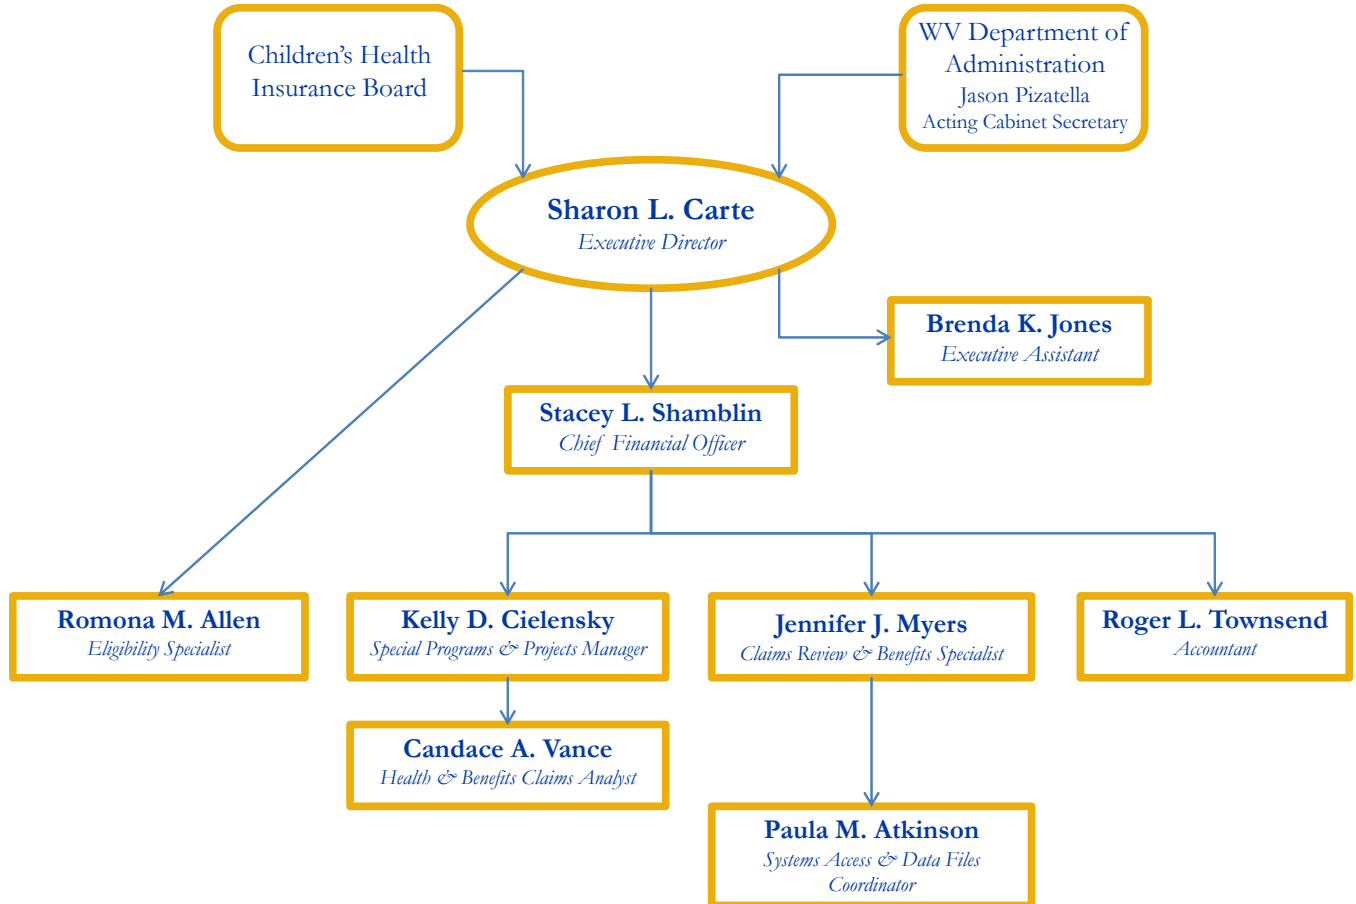 Children’s Health
Insurance Board
WV Department of
Administration
Jason Pizatella
Acting Cabinet Secretary
Sharon L. Carte
Executive Director
Brenda K. Jones
Executive Assistant
Stacey L. Shamblin
Chief Financial Officer
Romona M. Allen
Eligibility Specialist
Kelly D. Cielensky
Special Programs & Projects Manager
Jennifer J. Myers
Claims Review & Benefits Specialist
Roger L. Townsend
Accountant
Candace A. Vance
Health & Benefits Claims Analyst
Paula M. Atkinson
Systems Access & Data Files
Coordinator